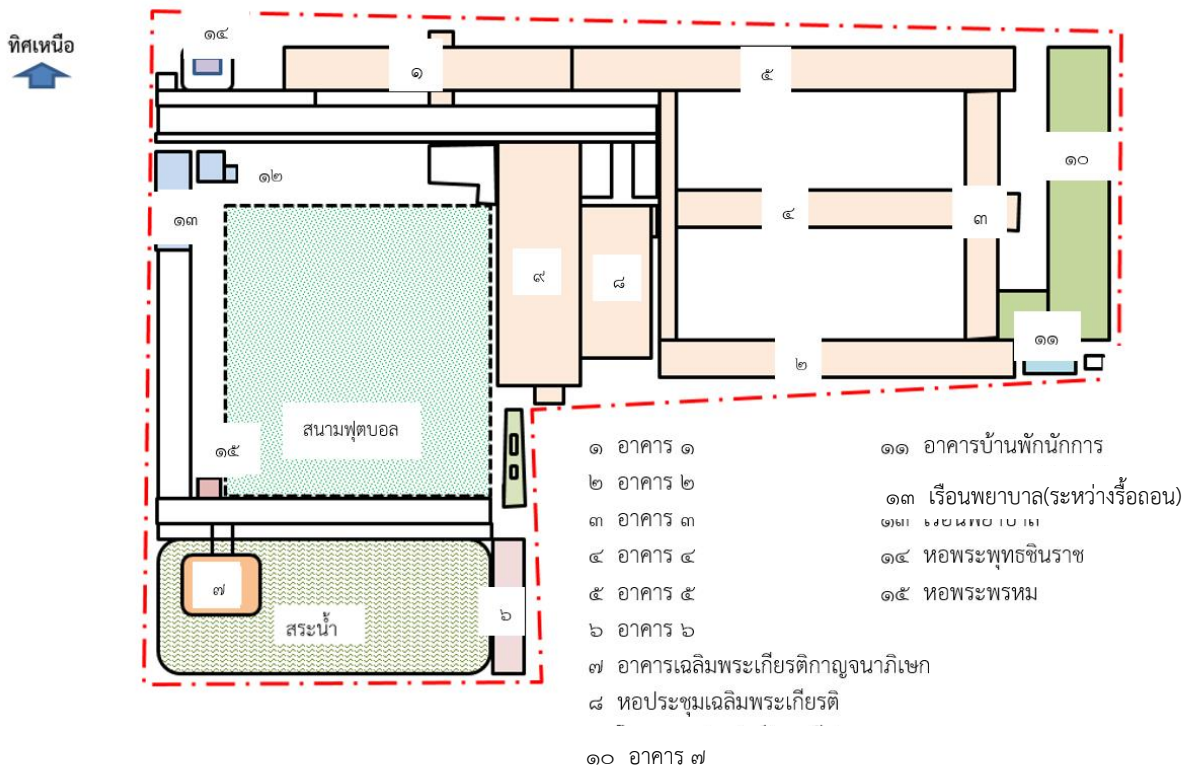 ทิศเหนือ
๑๔
๑
๕
๑๒
๑๐
๑๓
๔
๓
๙
๘
๑๑
๒
สนามฟุตบอล
๑๕
๗
สระน้ำ
๖
๑ อาคาร ๑
๒ อาคาร ๒
๓ อาคาร ๓
๔ อาคาร ๔
๕ อาคาร ๕
๖ อาคาร ๖
๗ อาคารเฉลิมพระเกียรติกาญจนาภิเษก
๘ หอประชุมเฉลิมพระเกียรติ
๑๐ อาคาร ๗
๑๑ อาคารบ้านพักนักการ
๑๓ เรือนพยาบาล(ระหว่างรื้อถอน)
๑๔ หอพระพุทธชินราช
๑๕ หอพระพรหม